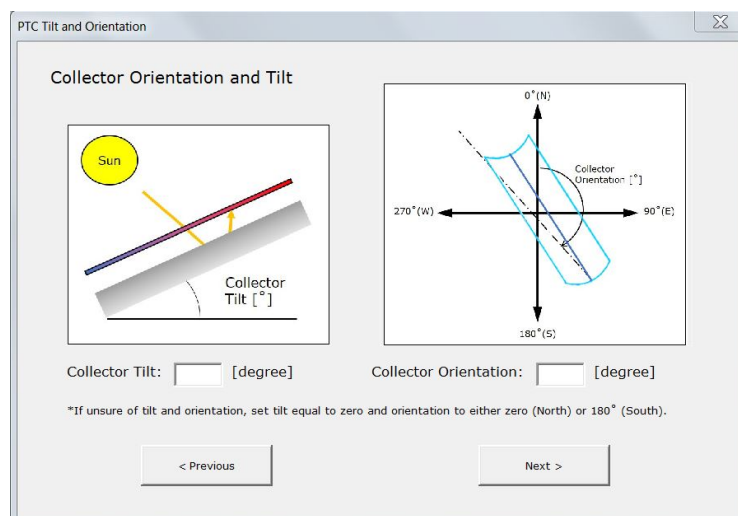 PTC Tilt and Orientation
Collector Orientation and Tilt
Sun
Collector
Tilt [°]
0°(N)
Collector
Orientation [°]
270°(W)
90°(E)
180°(S)
Collector Tilt: [degree]
Collector Orientation: [degree]
*If unsure of tilt and orientation, set tilt equal to zero and orientation to either zero (North) or 180° (South).
< Previous
Next >